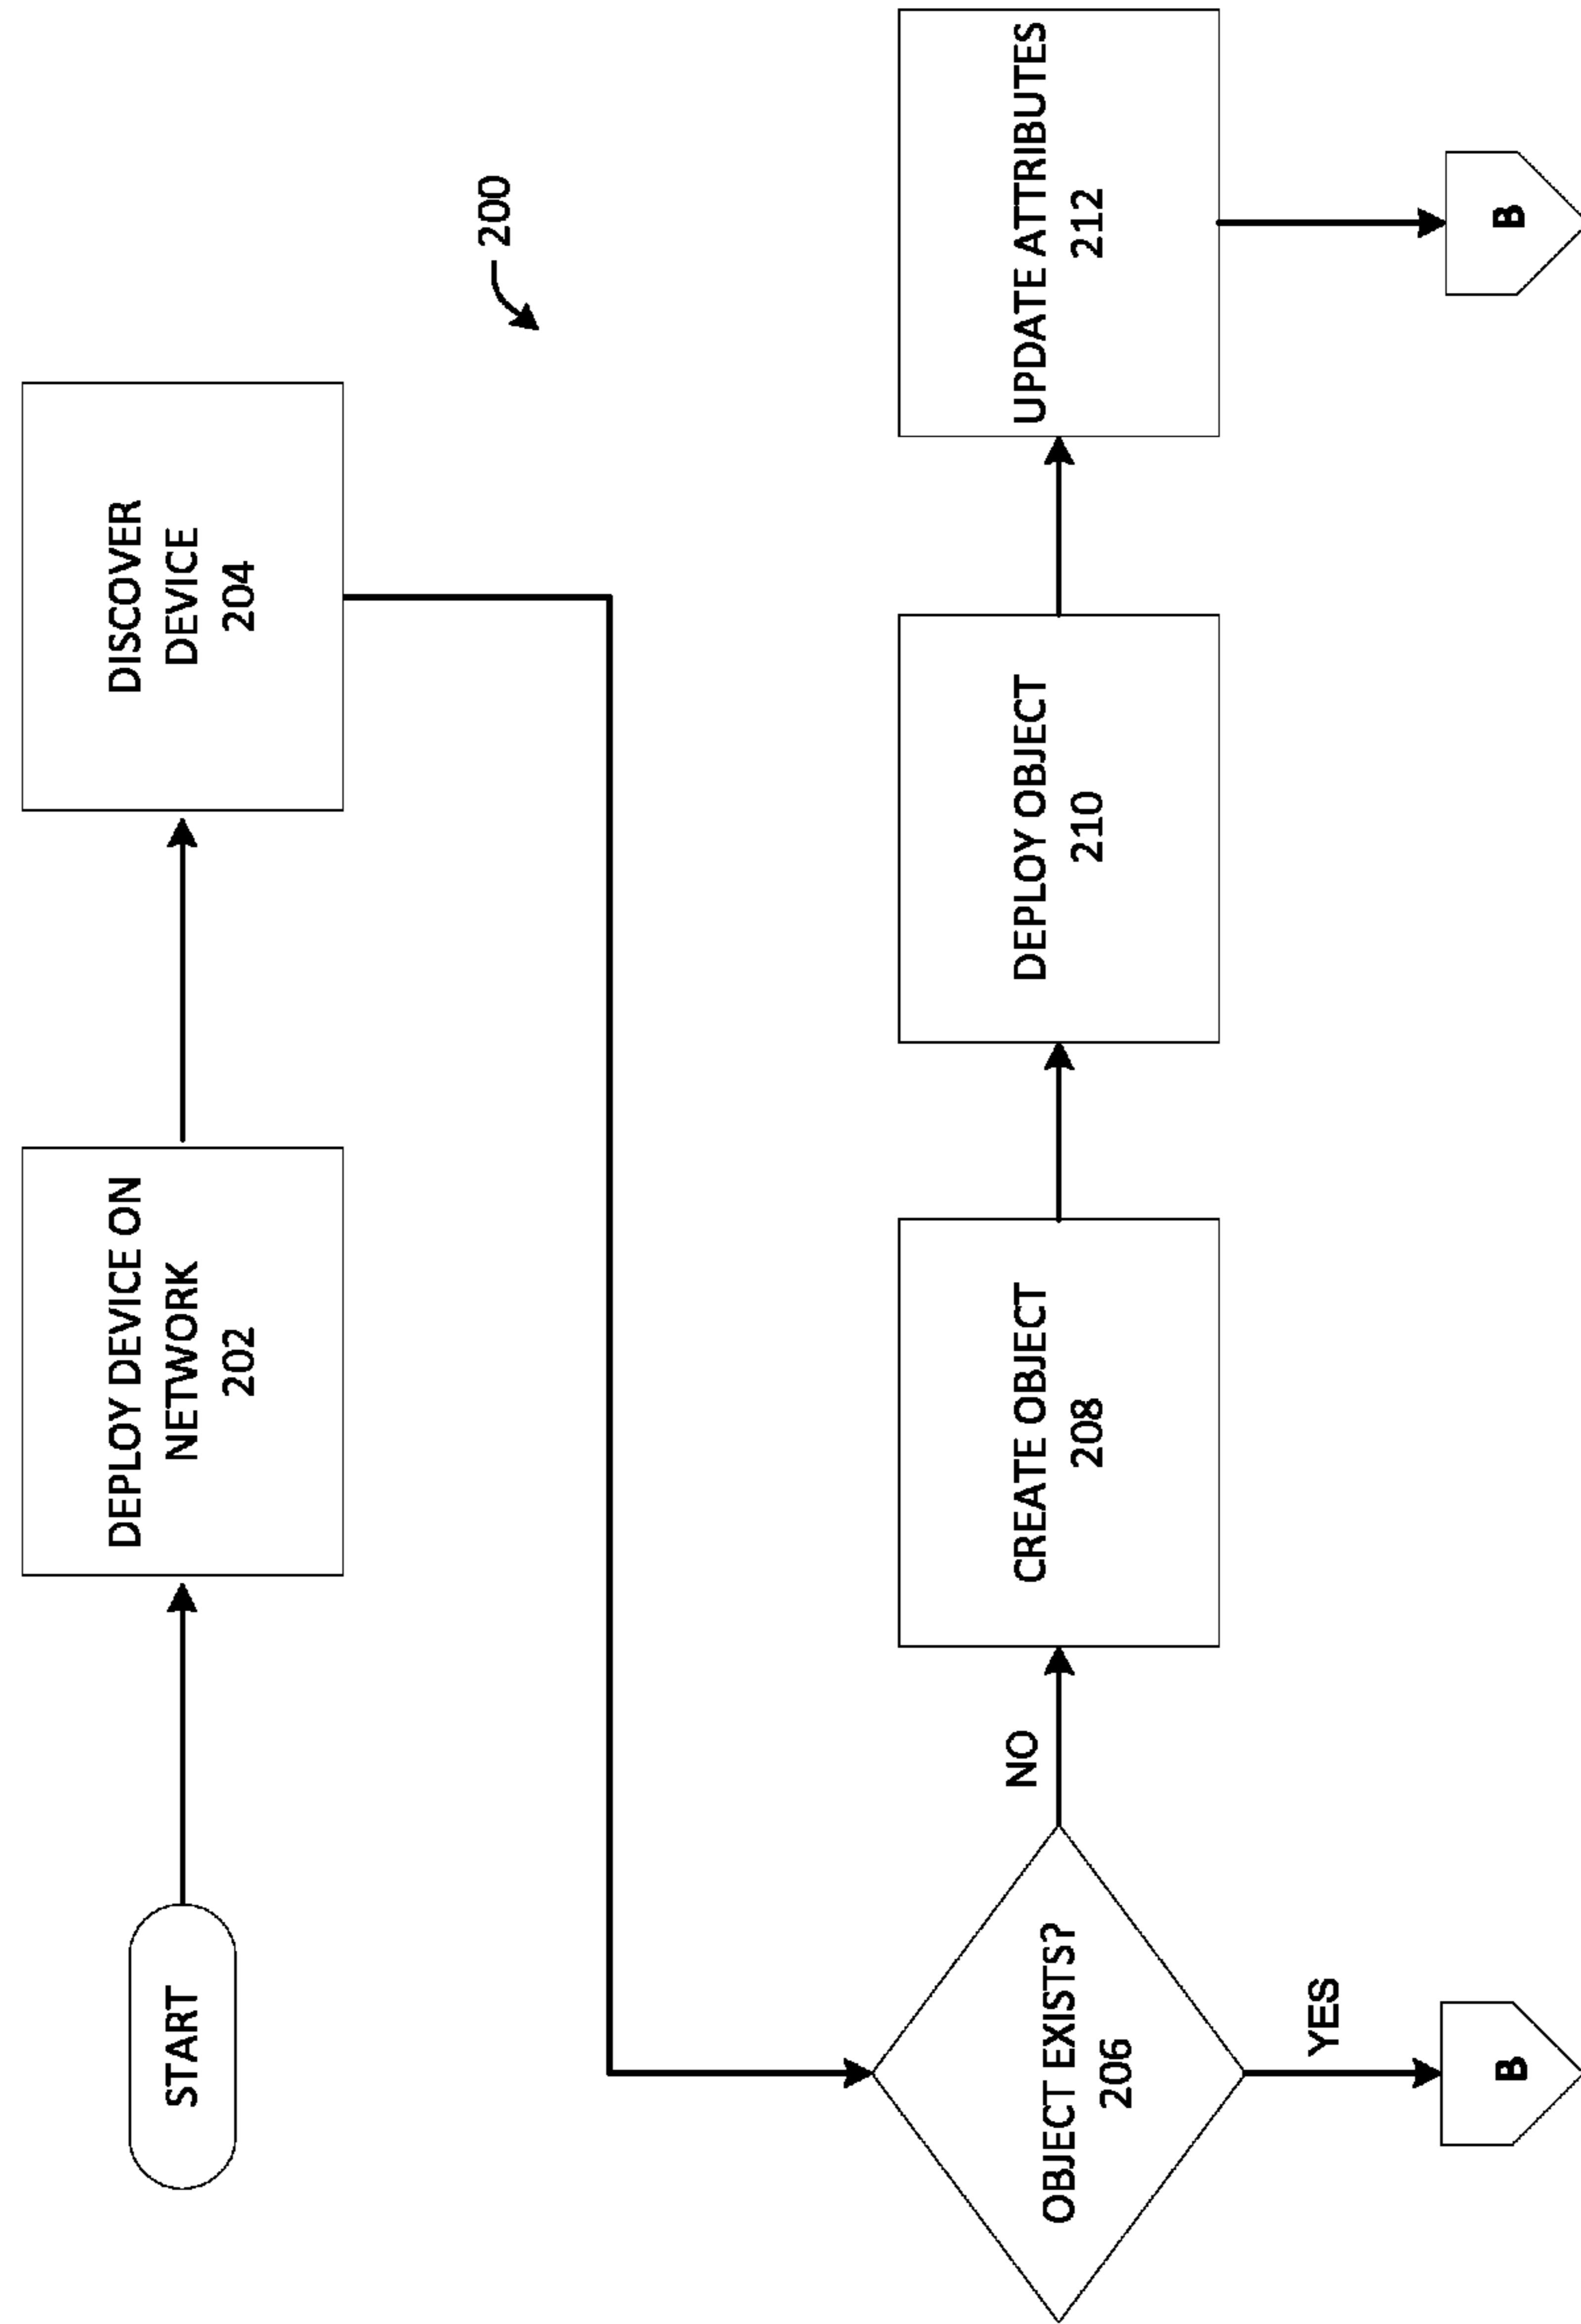 START
DEPLOY DEVICE ON
NETWORK
202
DISCOVER
DEVICE
204
200
OBJECT EXISTS?
206
NO
YES
CREATE OBJECT
208
DEPLOY OBJECT
210
UPDATE ATTRIBUTES
212
B
B